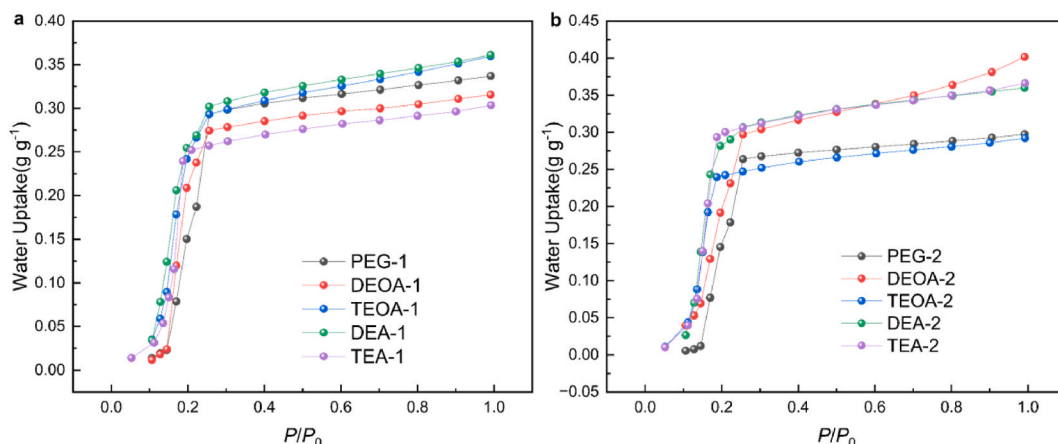 a
0.40
0.35
0.30
0.25
0.20
0.15
0.10
0.05
0.00
Water Uptake(g g⁻¹)
PEG-1
DEOA-1
TEOA-1
DEA-1
TEA-1
0.0 0.2 0.4 0.6 0.8 1.0
P/P₀
b
0.45
0.40
0.35
0.30
0.25
0.20
0.15
0.10
0.05
0.00
−0.05
Water Uptake(g g⁻¹)
PEG-2
DEOA-2
TEOA-2
DEA-2
TEA-2
0.0 0.2 0.4 0.6 0.8 1.0
P/P₀